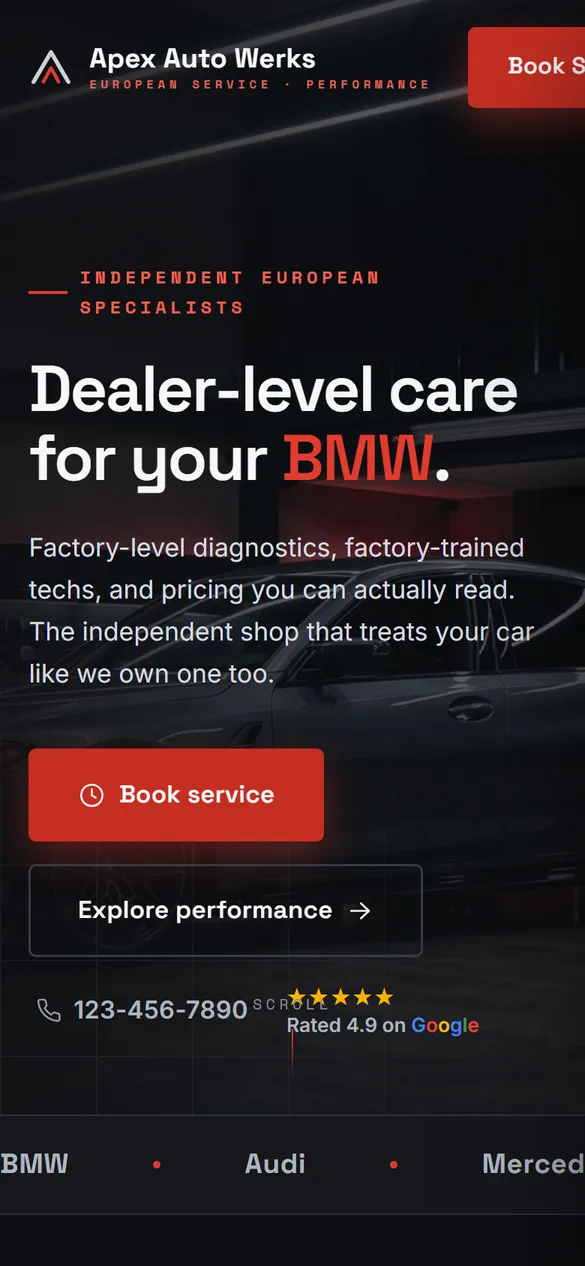 Apex Auto Werks
EUROPEAN SERVICE · PERFORMANCE
Book S
INDEPENDENT EUROPEAN
SPECIALISTS
Dealer-level care
for your BMW.
Factory-level diagnostics, factory-trained
techs, and pricing you can actually read.
The independent shop that treats your car
like we own one too.
Book service
Explore performance →
123-456-7890
SCROLL
★★★★★
Rated 4.9 on Google
BMW • Audi • Merced